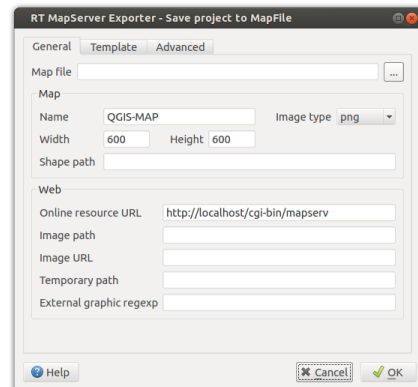 RT MapServer Exporter - Save project to MapFile
General Template Advanced
Map file ...
Map
Name QGIS-MAP Image type png
Width 600 Height 600
Shape path
Web
Online resource URL http://localhost/cgi-bin/mapserv
Image path
Image URL
Temporary path
External graphic regexp
Help Cancel OK